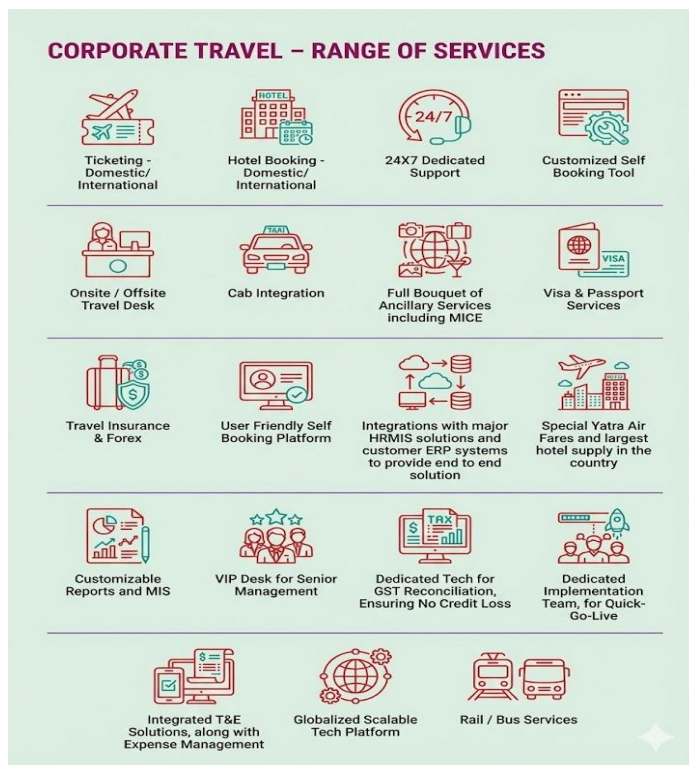 CORPORATE TRAVEL – RANGE OF SERVICES
HOTEL
24/7
Ticketing -
Domestic/
International
Hotel Booking -
Domestic/
International
24X7 Dedicated
Support
Customized Self
Booking Tool
TAXI
VISA
Onsite / Offsite
Travel Desk
Cab Integration
Full Bouquet of
Ancillary Services
including MICE
Visa & Passport
Services
$
$
$
HOTEL
Travel Insurance
& Forex
User Friendly Self
Booking Platform
Integrations with major
HRMIS solutions and
customer ERP systems
to provide end to end
solution
Special Yatra Air
Fares and largest
hotel supply in the
country
$
TAX
Customizable
Reports and MIS
VIP Desk for Senior
Management
Dedicated Tech for
GST Reconciliation,
Ensuring No Credit Loss
Dedicated
Implementation
Team, for Quick-
Go-Live
$
Integrated T&E
Solutions, along with
Expense Management
Globalized Scalable
Tech Platform
Rail / Bus Services